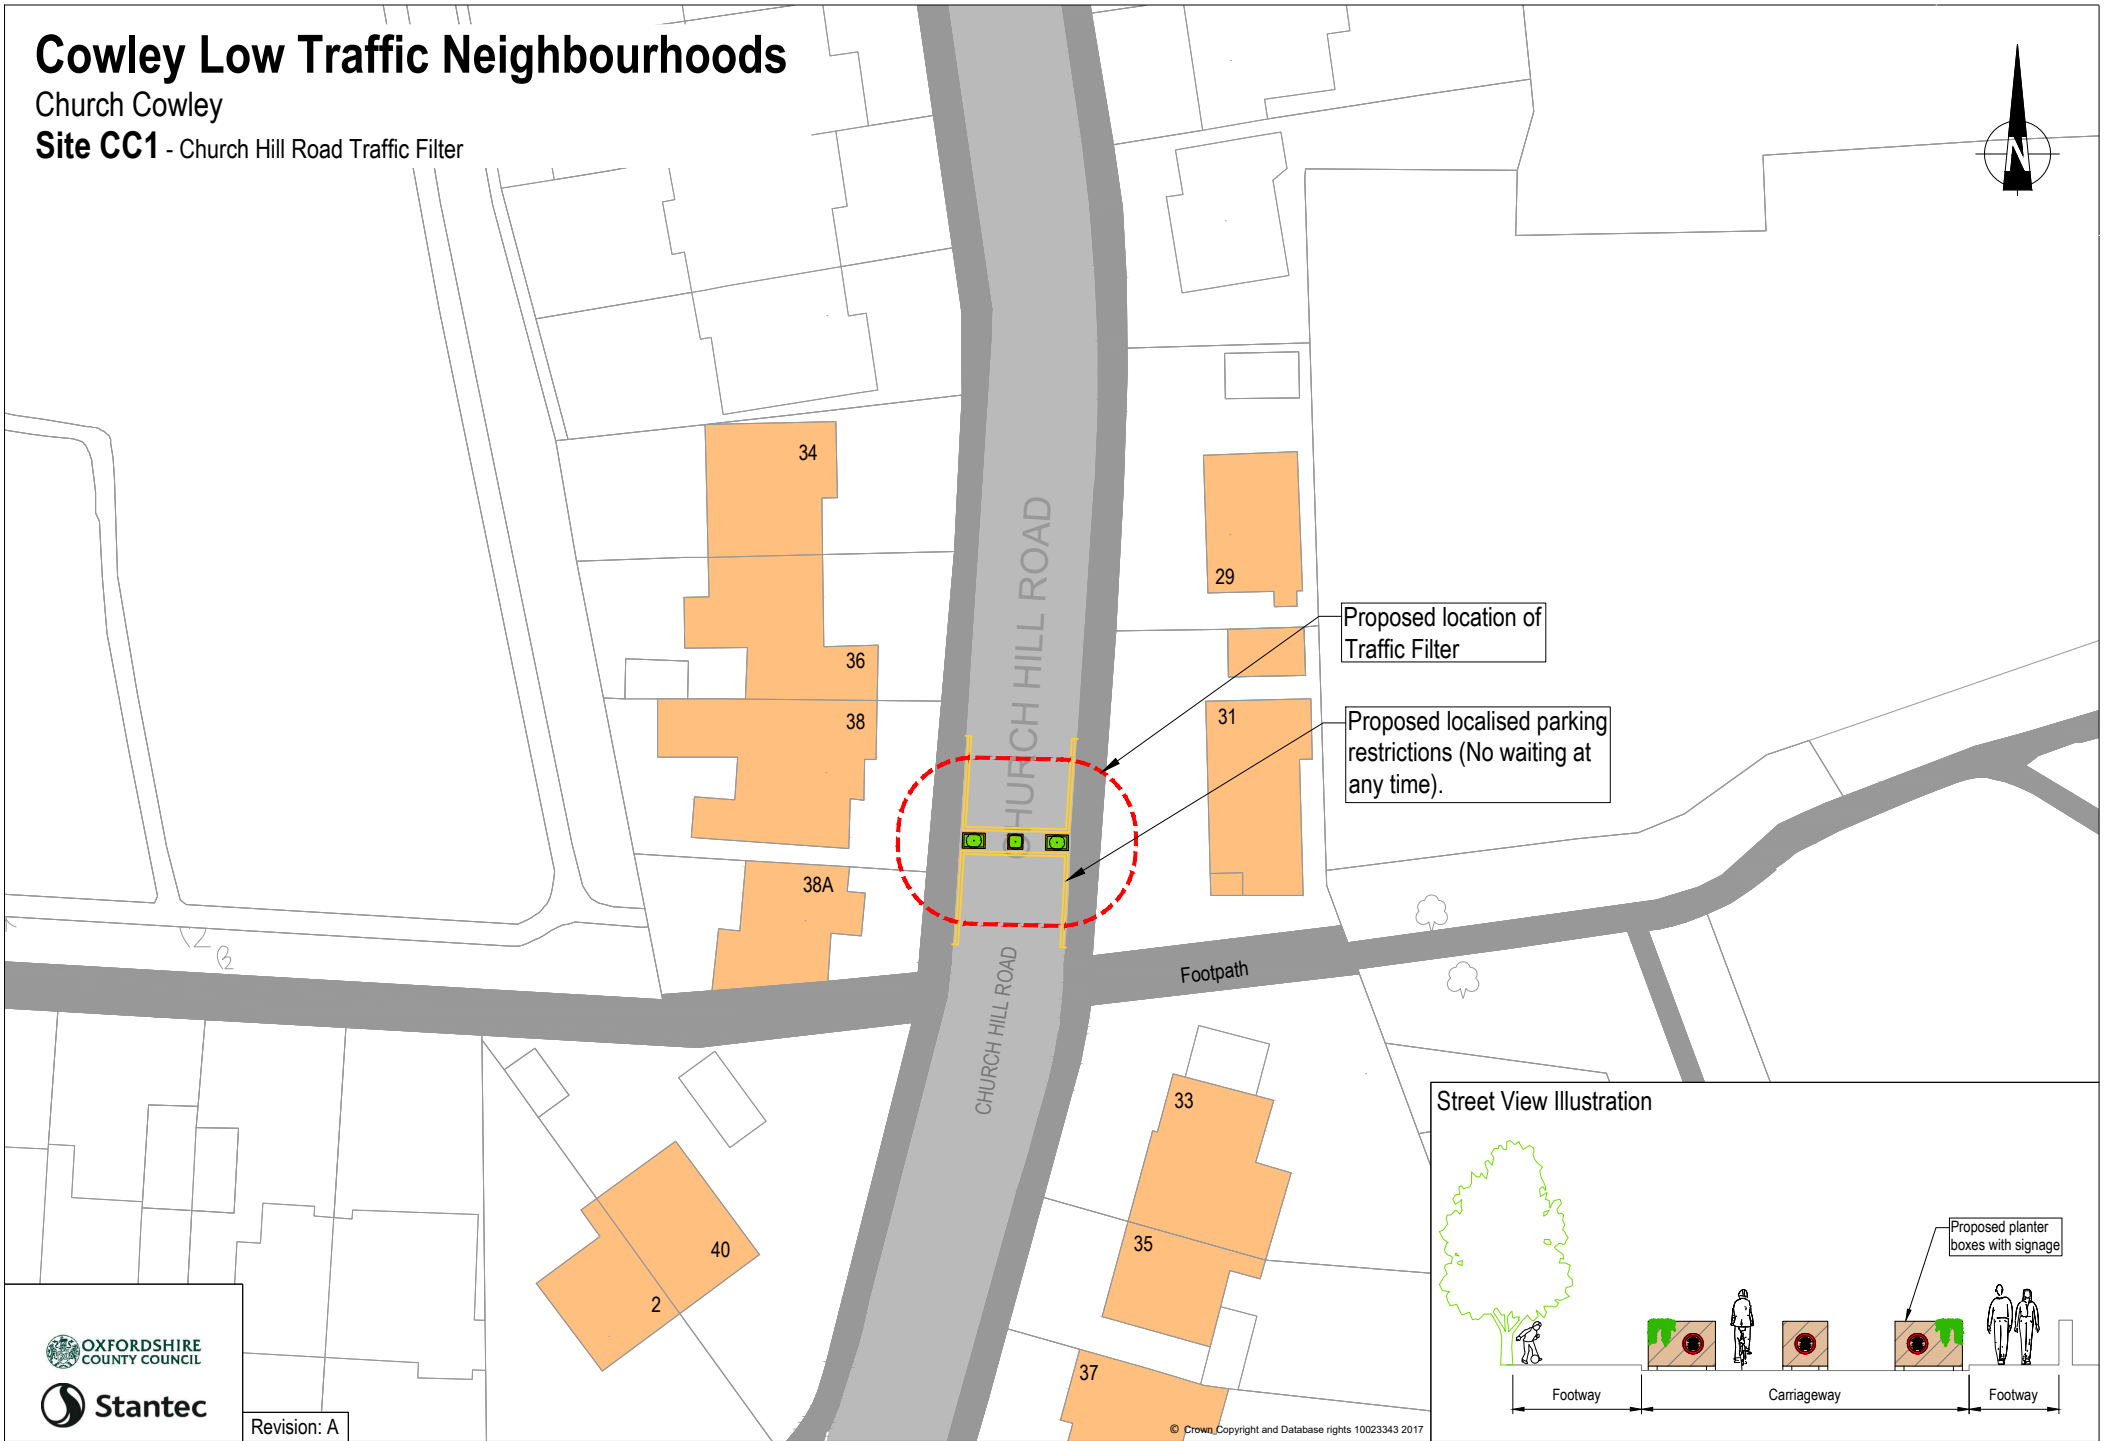 Cowley Low Traffic Neighbourhoods
Church Cowley
Site CC1 - Church Hill Road Traffic Filter
N
34
CHURCH HILL ROAD
29
Proposed location of
Traffic Filter
36
38
31
Proposed localised parking
restrictions (No waiting at
any time).
38A
Footpath
CHURCH HILL ROAD
33
35
40
2
37
Street View Illustration
Proposed planter
boxes with signage
Footway
Carriageway
Footway
OXFORDSHIRE
COUNTY COUNCIL
Stantec
Revision: A
© Crown Copyright and Database rights 10023343 2017